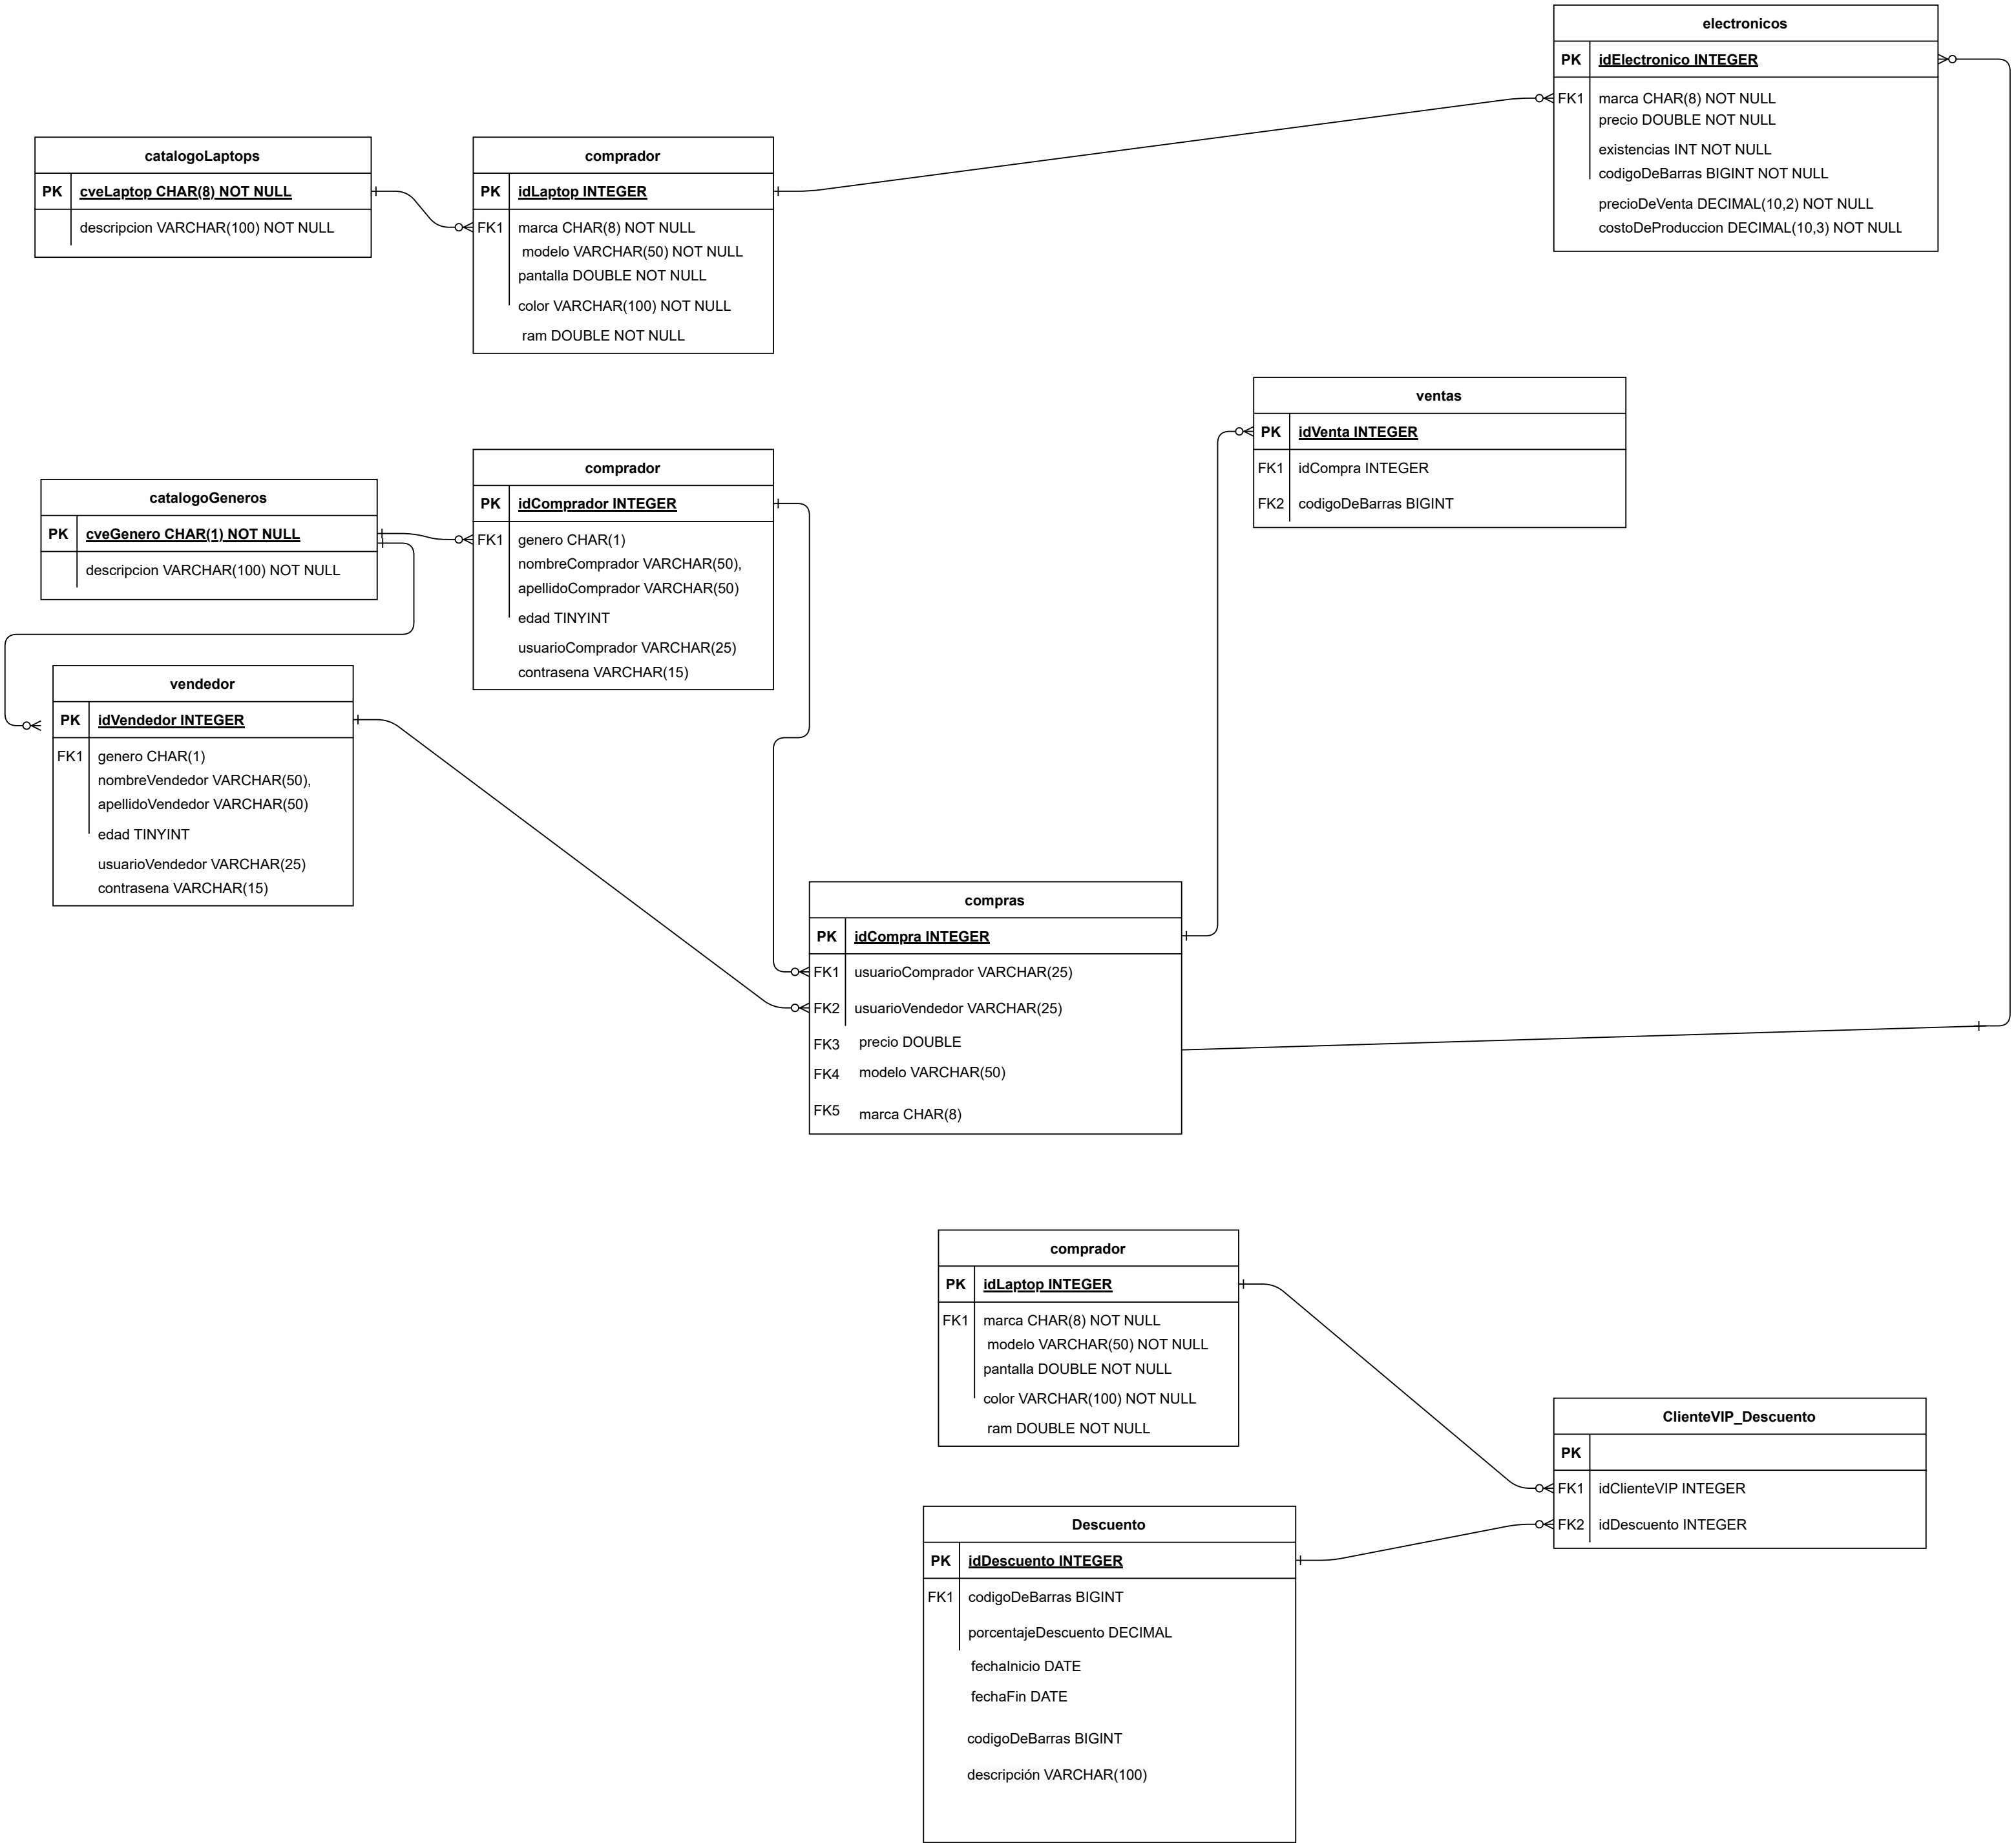 electronicos
PK idElectronico INTEGER
FK1 marca CHAR(8) NOT NULL
precio DOUBLE NOT NULL
existencias INT NOT NULL
codigoDeBarras BIGINT NOT NULL
precioDeVenta DECIMAL(10,2) NOT NULL
costoDeProduccion DECIMAL(10,3) NOT NULL
catalogoLaptops
PK cveLaptop CHAR(8) NOT NULL
descripcion VARCHAR(100) NOT NULL
comprador
PK idLaptop INTEGER
FK1 marca CHAR(8) NOT NULL
modelo VARCHAR(50) NOT NULL
pantalla DOUBLE NOT NULL
color VARCHAR(100) NOT NULL
ram DOUBLE NOT NULL
ventas
PK idVenta INTEGER
FK1 idCompra INTEGER
FK2 codigoDeBarras BIGINT
catalogoGeneros
PK cveGenero CHAR(1) NOT NULL
descripcion VARCHAR(100) NOT NULL
comprador
PK idComprador INTEGER
FK1 genero CHAR(1)
nombreComprador VARCHAR(50),
apellidoComprador VARCHAR(50)
edad TINYINT
usuarioComprador VARCHAR(25)
contrasena VARCHAR(15)
vendedor
PK idVendedor INTEGER
FK1 genero CHAR(1)
nombreVendedor VARCHAR(50),
apellidoVendedor VARCHAR(50)
edad TINYINT
usuarioVendedor VARCHAR(25)
contrasena VARCHAR(15)
compras
PK idCompra INTEGER
FK1 usuarioComprador VARCHAR(25)
FK2 usuarioVendedor VARCHAR(25)
FK3 precio DOUBLE
FK4 modelo VARCHAR(50)
FK5 marca CHAR(8)
comprador
PK idLaptop INTEGER
FK1 marca CHAR(8) NOT NULL
modelo VARCHAR(50) NOT NULL
pantalla DOUBLE NOT NULL
color VARCHAR(100) NOT NULL
ram DOUBLE NOT NULL
ClienteVIP_Descuento
PK
FK1 idClienteVIP INTEGER
FK2 idDescuento INTEGER
Descuento
PK idDescuento INTEGER
FK1 codigoDeBarras BIGINT
porcentajeDescuento DECIMAL
fechaInicio DATE
fechaFin DATE
codigoDeBarras BIGINT
descripción VARCHAR(100)